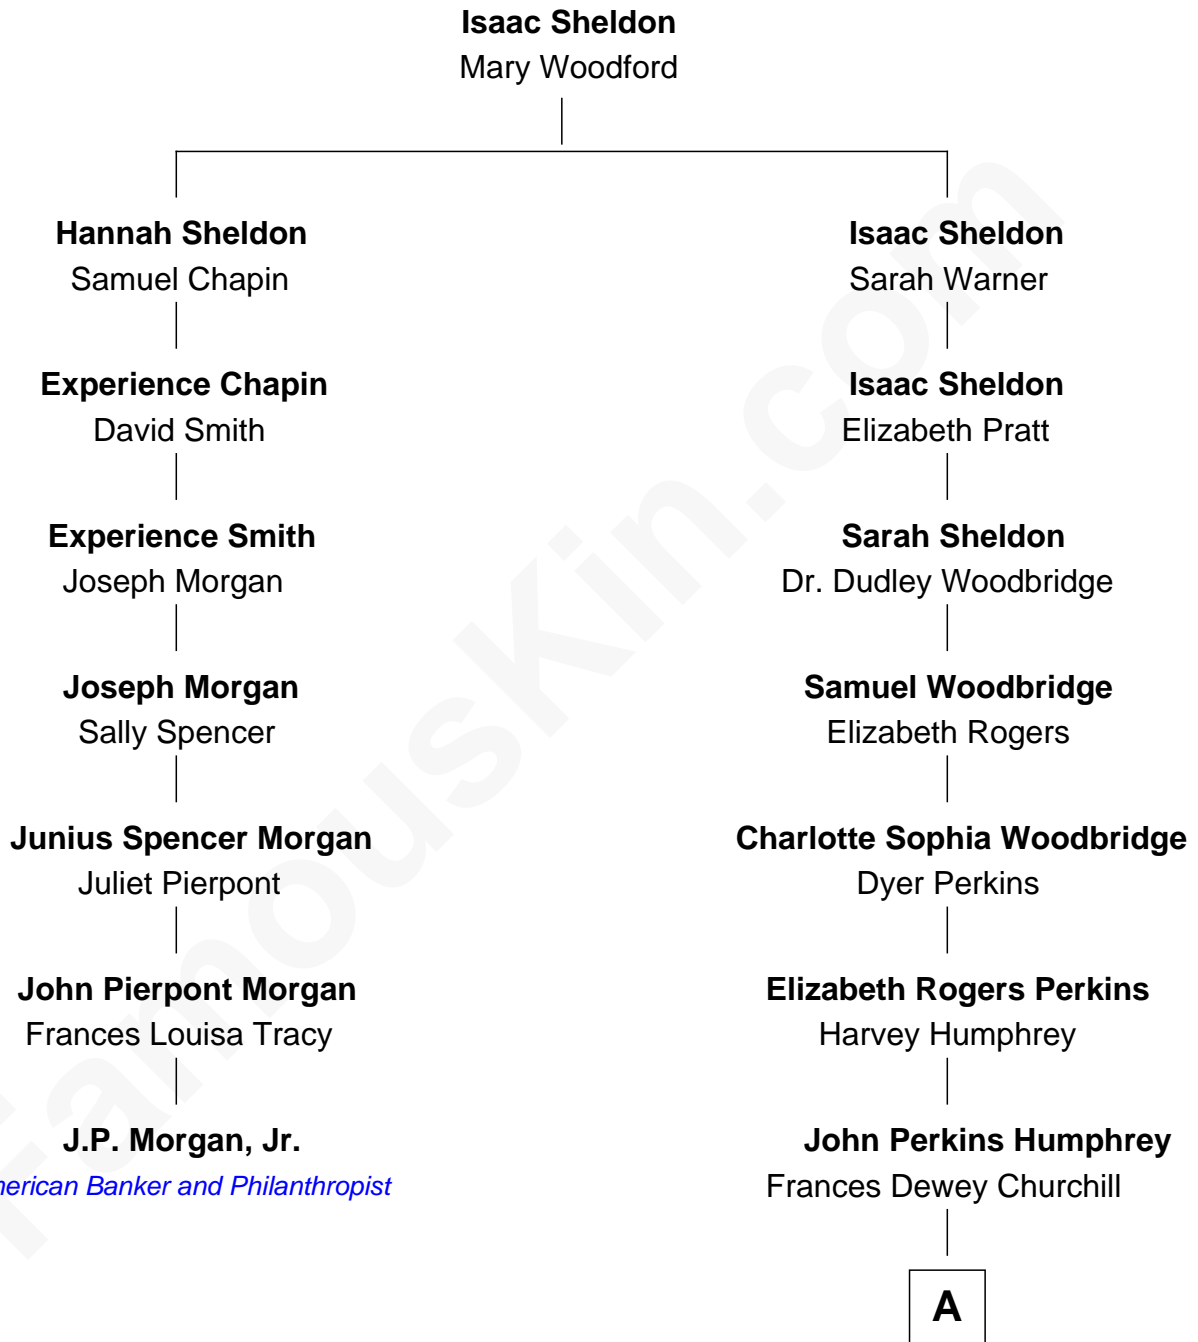 Isaac Sheldon
Mary Woodford
Hannah Sheldon
Samuel Chapin
Isaac Sheldon
Sarah Warner
Experience Chapin
David Smith
Isaac Sheldon
Elizabeth Pratt
Experience Smith
Joseph Morgan
Sarah Sheldon
Dr. Dudley Woodbridge
Joseph Morgan
Sally Spencer
Samuel Woodbridge
Elizabeth Rogers
Junius Spencer Morgan
Juliet Pierpont
Charlotte Sophia Woodbridge
Dyer Perkins
John Pierpont Morgan
Frances Louisa Tracy
Elizabeth Rogers Perkins
Harvey Humphrey
J.P. Morgan, Jr.
merican Banker and Philanthropist
John Perkins Humphrey
Frances Dewey Churchill
A
FamousKin.com